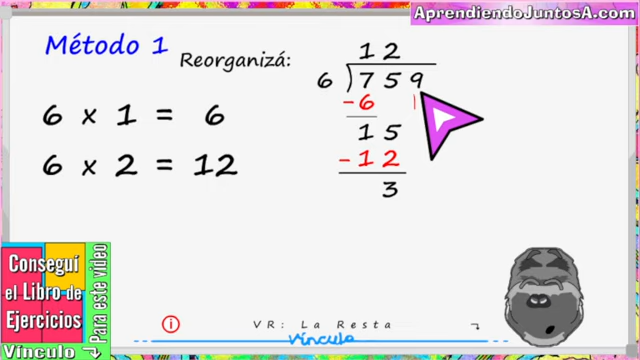 AprendiendoJuntosA.com
Método 1
Reorganizá:
12
6 ) 759
6 x 1 = 6
-6
15
6 x 2 = 12
-12
3
Conseguí
el Libro de
Ejercicios
Vínculo
Para este video
VR: La Resta
vínculo